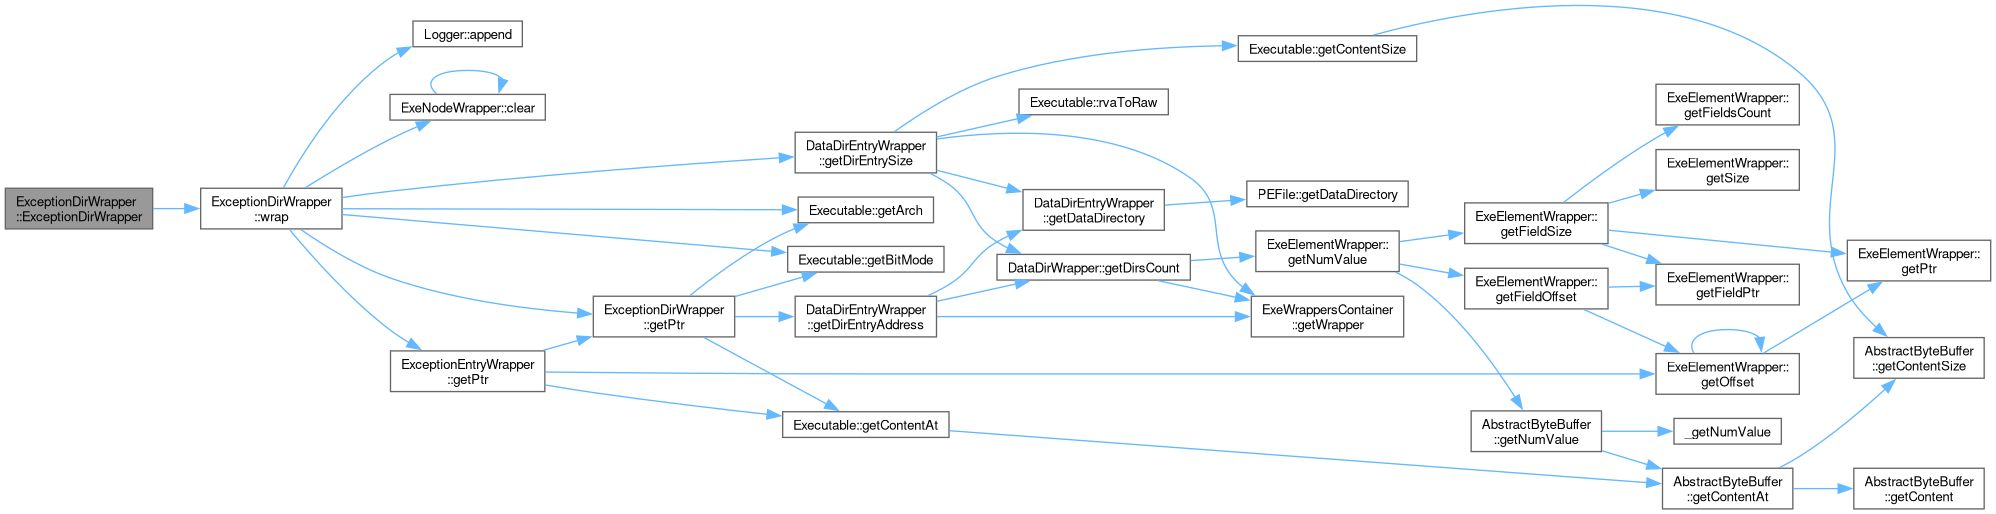 ExceptionDirWrapper
::ExceptionDirWrapper
ExceptionDirWrapper
::wrap
Logger::append
ExeNodeWrapper::clear
ExceptionDirWrapper
::getPtr
ExceptionEntryWrapper
::getPtr
DataDirEntryWrapper
::getDirEntrySize
Executable::getArch
Executable::getBitMode
DataDirEntryWrapper
::getDirEntryAddress
Executable::getContentAt
Executable::getContentSize
Executable::rvaToRaw
DataDirEntryWrapper
::getDataDirectory
DataDirWrapper::getDirsCount
PEFile::getDataDirectory
ExeElementWrapper::
getNumValue
ExeWrappersContainer
::getWrapper
ExeElementWrapper::
getFieldSize
ExeElementWrapper::
getFieldOffset
AbstractByteBuffer
::getNumValue
ExeElementWrapper::
getFieldsCount
ExeElementWrapper::
getSize
ExeElementWrapper::
getFieldPtr
ExeElementWrapper::
getOffset
_getNumValue
AbstractByteBuffer
::getContentAt
ExeElementWrapper::
getPtr
AbstractByteBuffer
::getContentSize
AbstractByteBuffer
::getContent